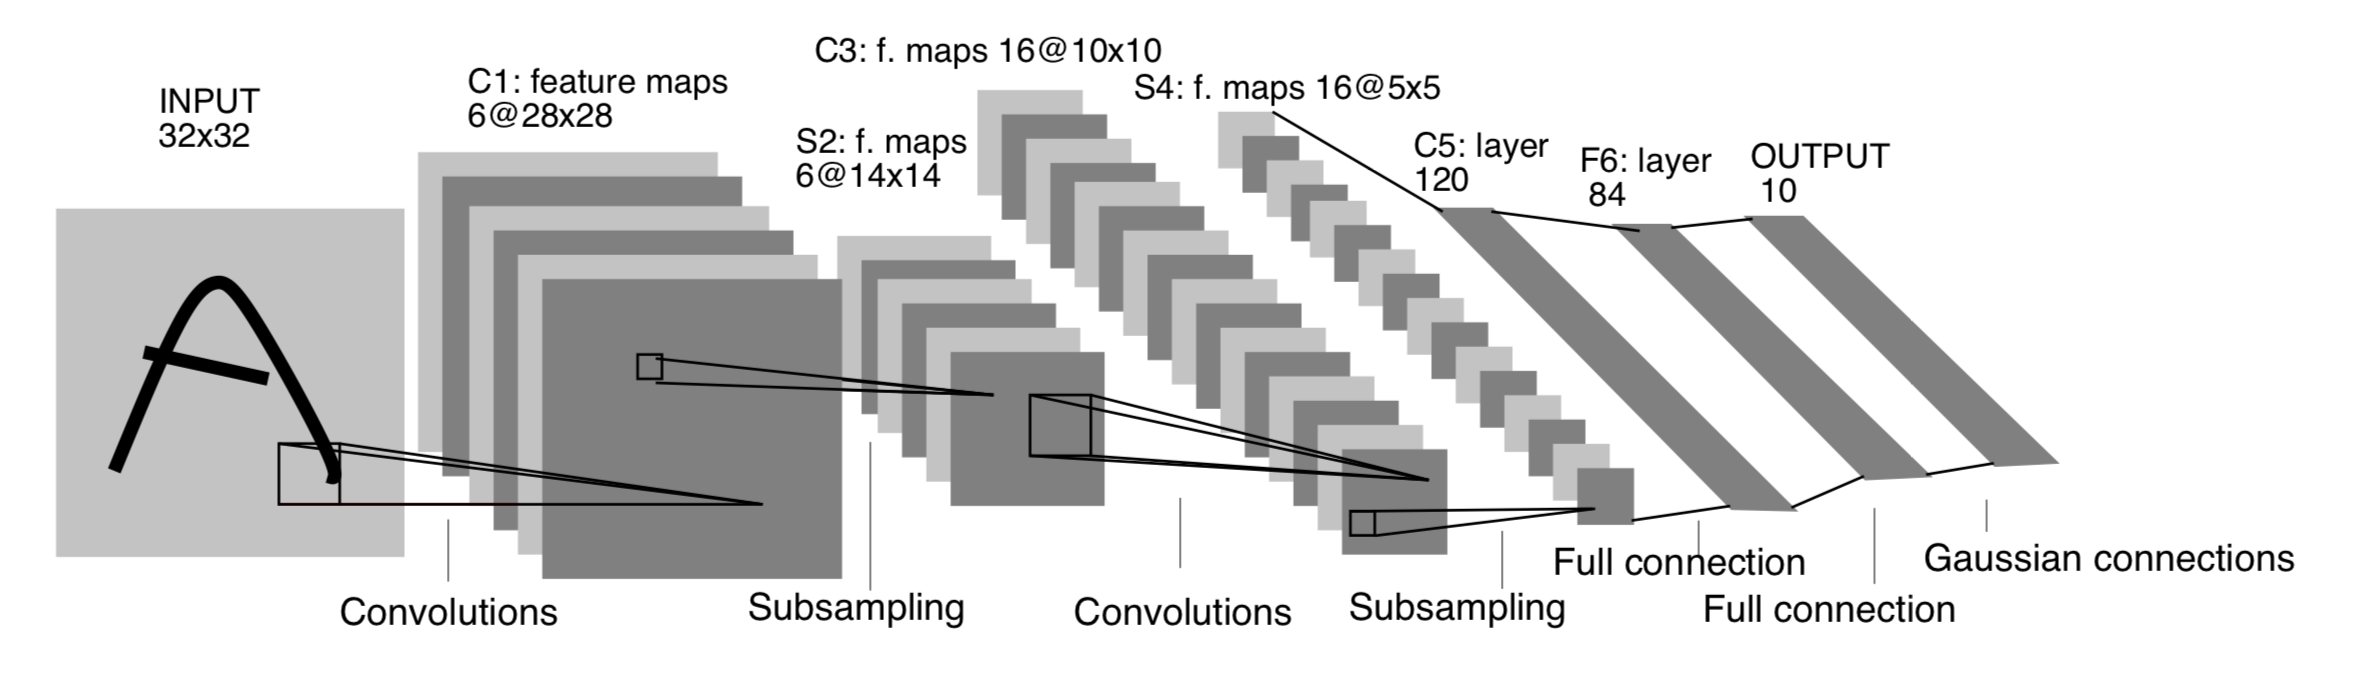 INPUT
32x32
C1: feature maps
6@28x28
S2: f. maps
6@14x14
C3: f. maps 16@10x10
S4: f. maps 16@5x5
C5: layer
120
F6: layer
84
OUTPUT
10
Convolutions
Subsampling
Convolutions
Subsampling
Full connection
Full connection
Gaussian connections